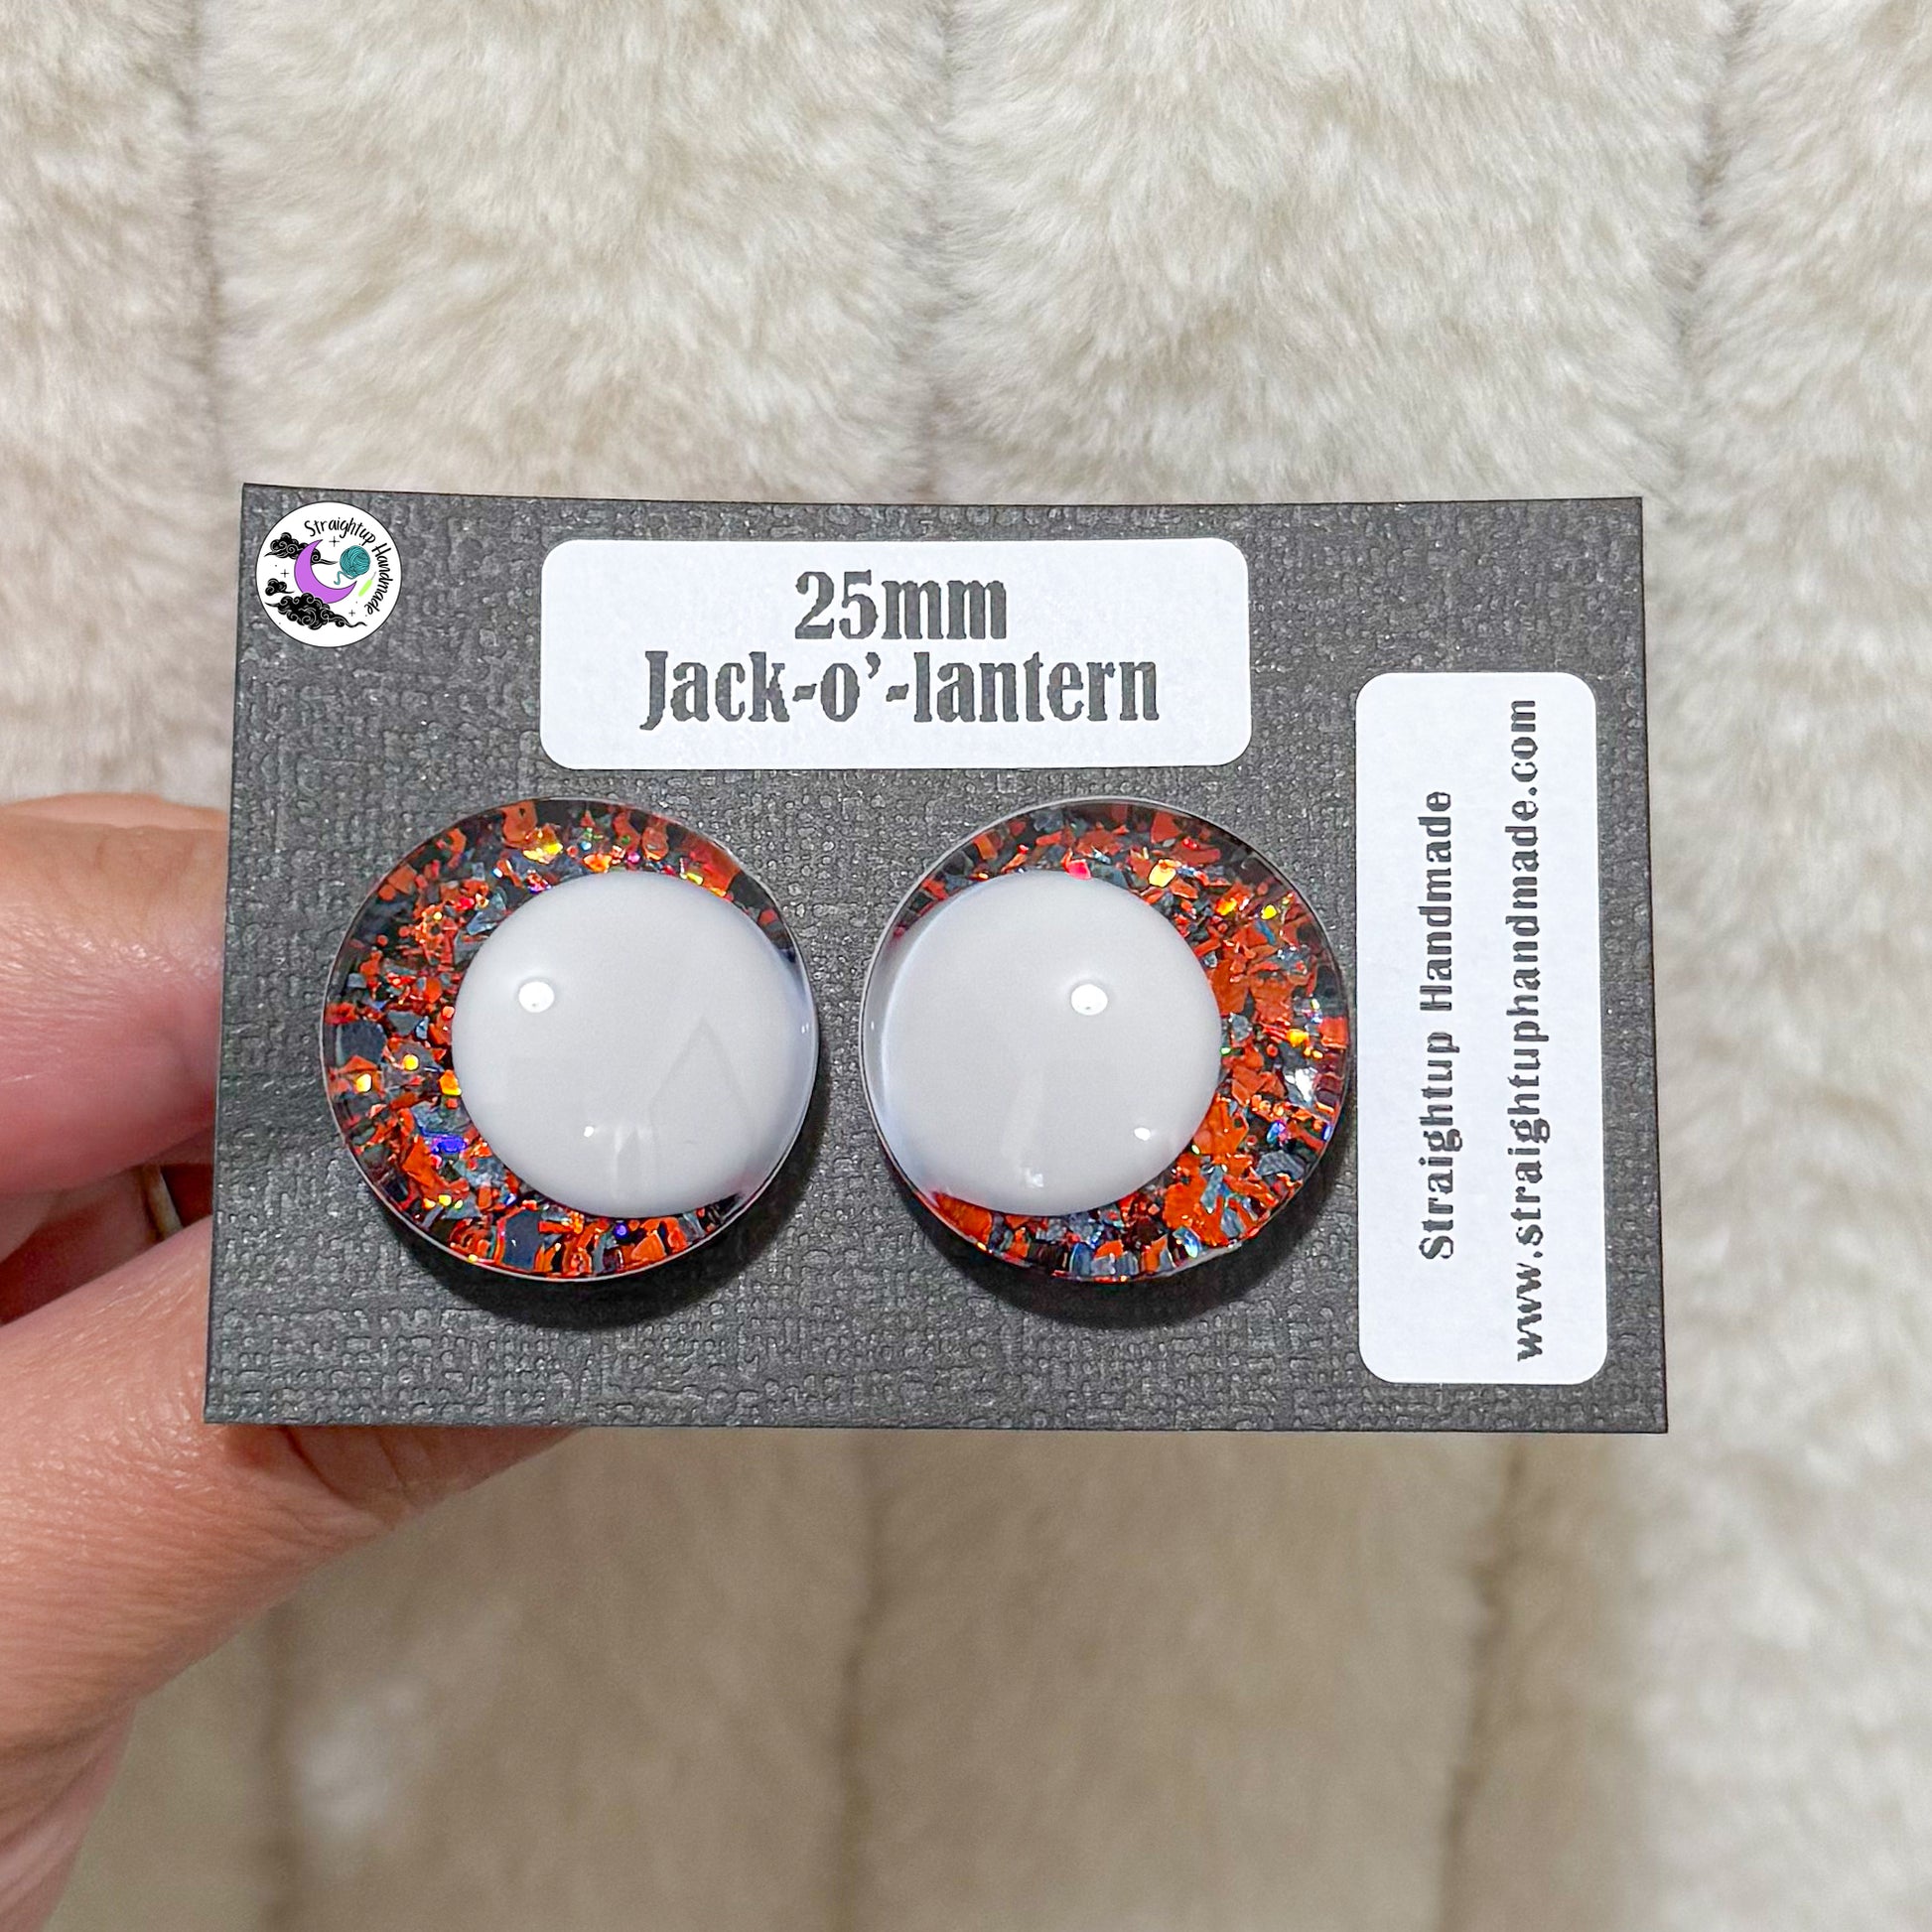 Straightup Handmade
25mm
Jack-o'-lantern
Straightup Handmade
www.straightuphandmade.com